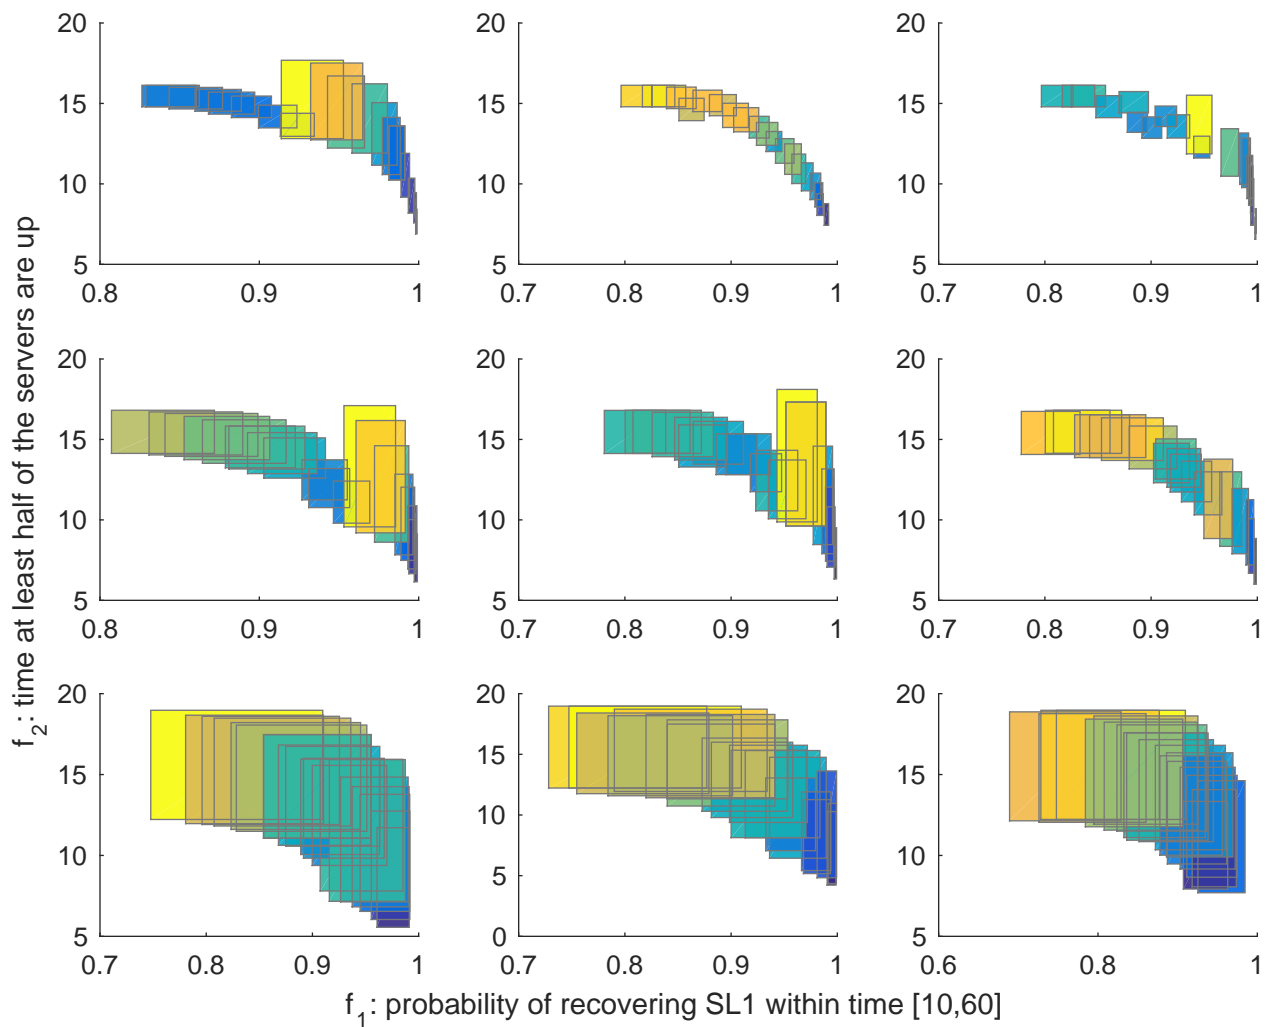 20 20 20
15 15 15
10 10 10
5 5 5
0.8 0.9 1 0.7 0.8 0.9 1 0.7 0.8 0.9 1
20 20 20
15 15 15
10 10 10
5 5 5
0.8 0.9 1 0.7 0.8 0.9 1 0.7 0.8 0.9 1
f2: time at least half of the servers are up
20 20 20
15 15 15
10 10 10
5 5
5 0 5
0.7 0.8 0.9 1 0.7 0.8 0.9 1 0.6 0.8 1
f1: probability of recovering SL1 within time [10,60]